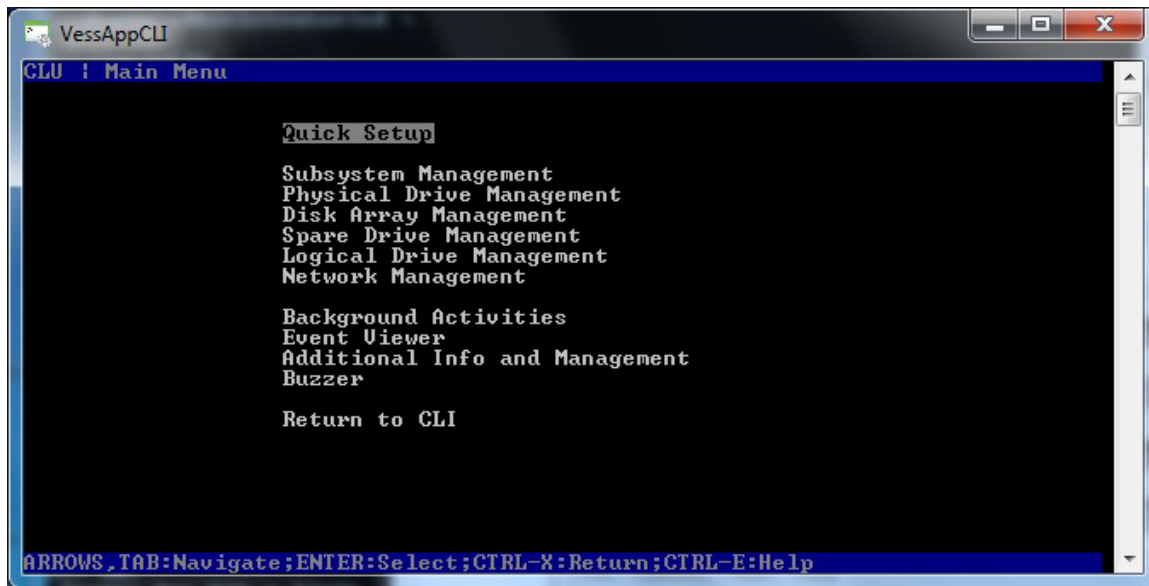 VessAppCLI
CLU | Main Menu
Quick Setup
Subsystem Management
Physical Drive Management
Disk Array Management
Spare Drive Management
Logical Drive Management
Network Management
Background Activities
Event Viewer
Additional Info and Management
Buzzer
Return to CLI
ARROWS,TAB:Navigate;ENTER:Select;CTRL-X:Return;CTRL-E:Help